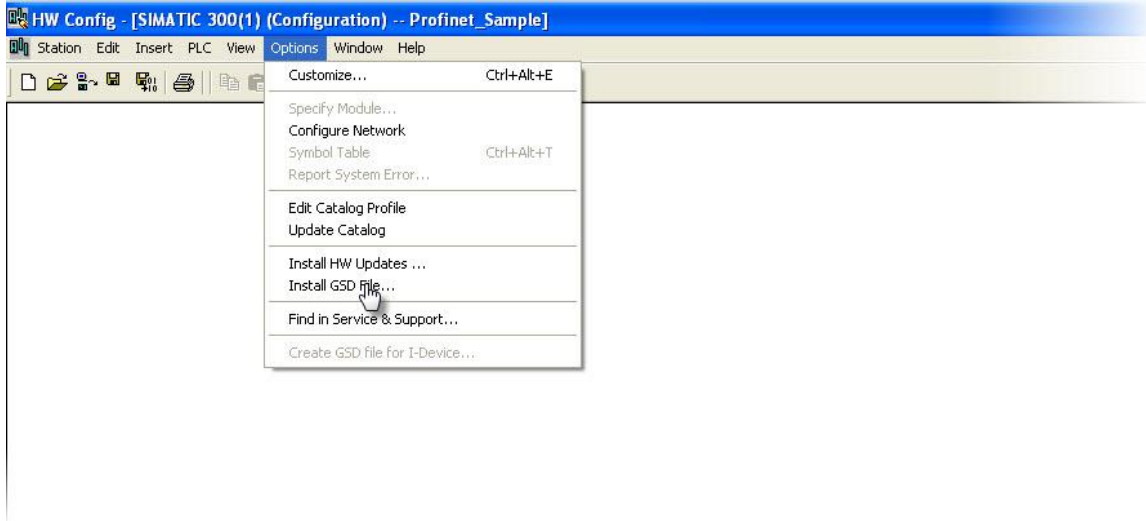 HW Config - [SIMATIC 300(1) (Configuration) -- Profinet_Sample]
Station Edit Insert PLC View Options Window Help
Customize... Ctrl+Alt+E
Specify Module...
Configure Network
Symbol Table Ctrl+Alt+T
Report System Error...
Edit Catalog Profile
Update Catalog
Install HW Updates ...
Install GSD File...
Find in Service & Support...
Create GSD file for I-Device...